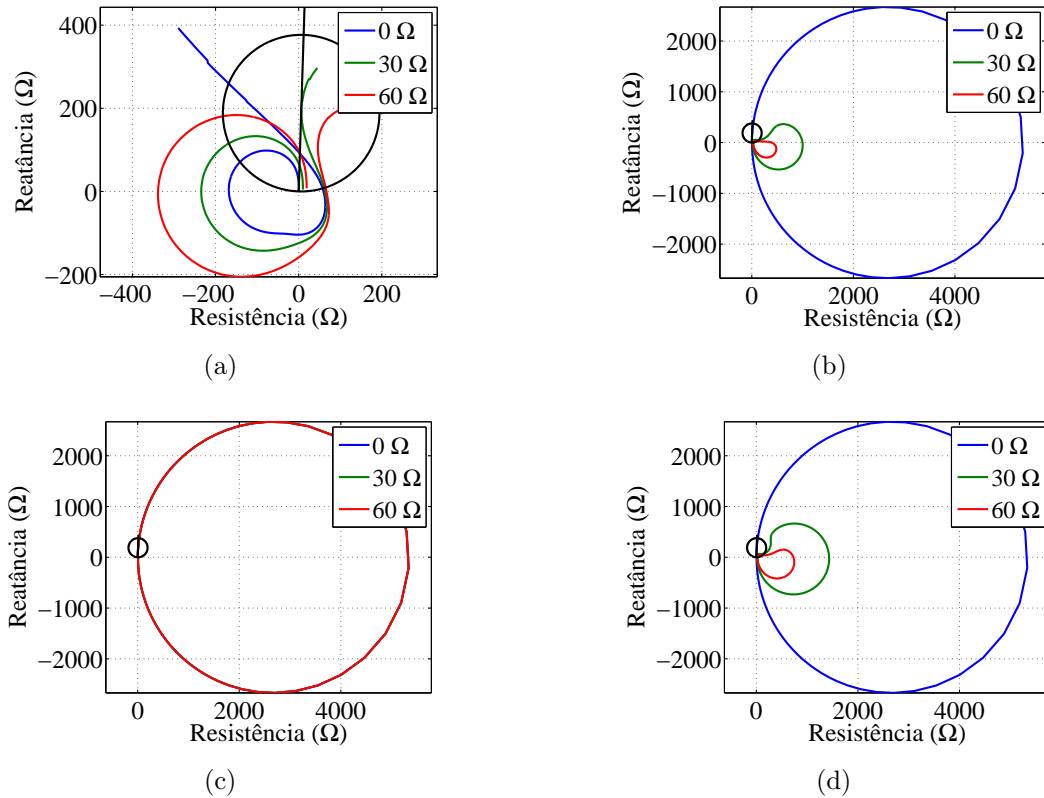 400
200
0
−200
−400
−200
0
200
Reatância (Ω)
Resistência (Ω)
0 Ω
30 Ω
60 Ω
(a)
2000
1000
0
−1000
−2000
0
2000
4000
Reatância (Ω)
Resistência (Ω)
0 Ω
30 Ω
60 Ω
(b)
2000
1000
0
−1000
−2000
0
2000
4000
Reatância (Ω)
Resistência (Ω)
0 Ω
30 Ω
60 Ω
(c)
2000
1000
0
−1000
−2000
0
2000
4000
Reatância (Ω)
Resistência (Ω)
0 Ω
30 Ω
60 Ω
(d)